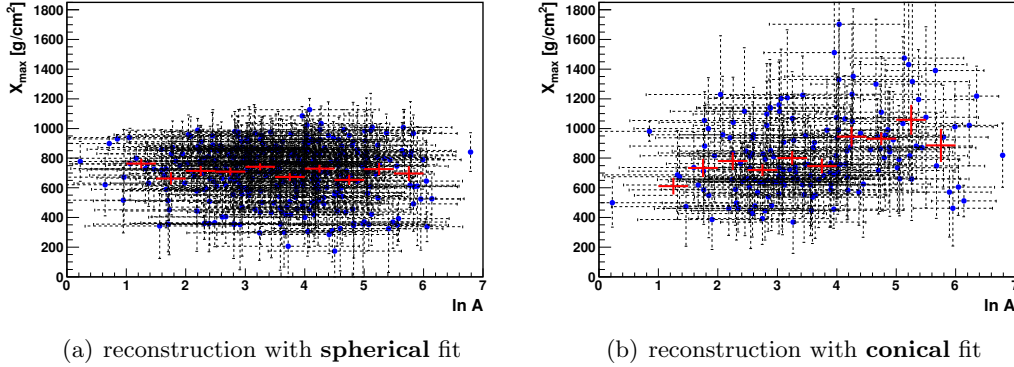 X_max [g/cm²]
1800
1600
1400
1200
1000
800
600
400
200
0
0 1 2 3 4 5 6 7
ln A
(a) reconstruction with spherical fit
X_max [g/cm²]
1800
1600
1400
1200
1000
800
600
400
200
0
0 1 2 3 4 5 6 7
ln A
(b) reconstruction with conical fit